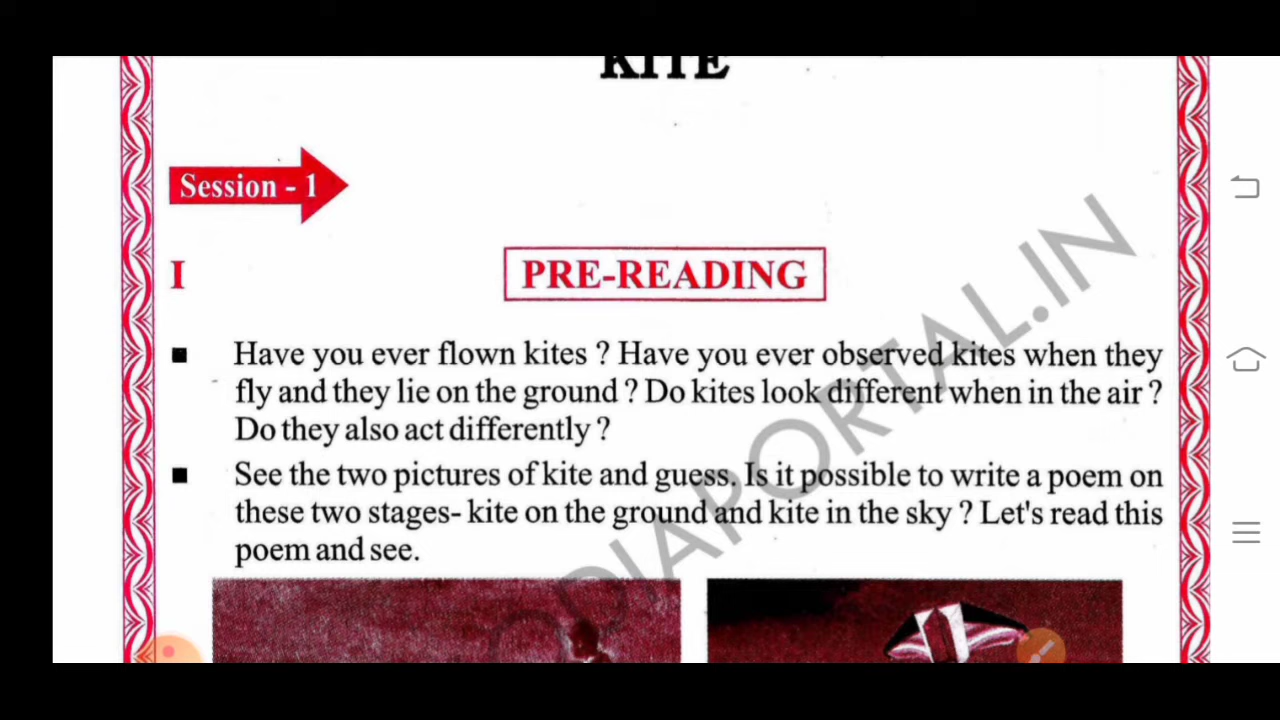 KITE
Session - 1
I
PRE-READING
■ Have you ever flown kites ? Have you ever observed kites when they
fly and they lie on the ground ? Do kites look different when in the air ?
Do they also act differently ?
■ See the two pictures of kite and guess. Is it possible to write a poem on
these two stages- kite on the ground and kite in the sky ? Let's read this
poem and see.
ODIAPORTAL.IN